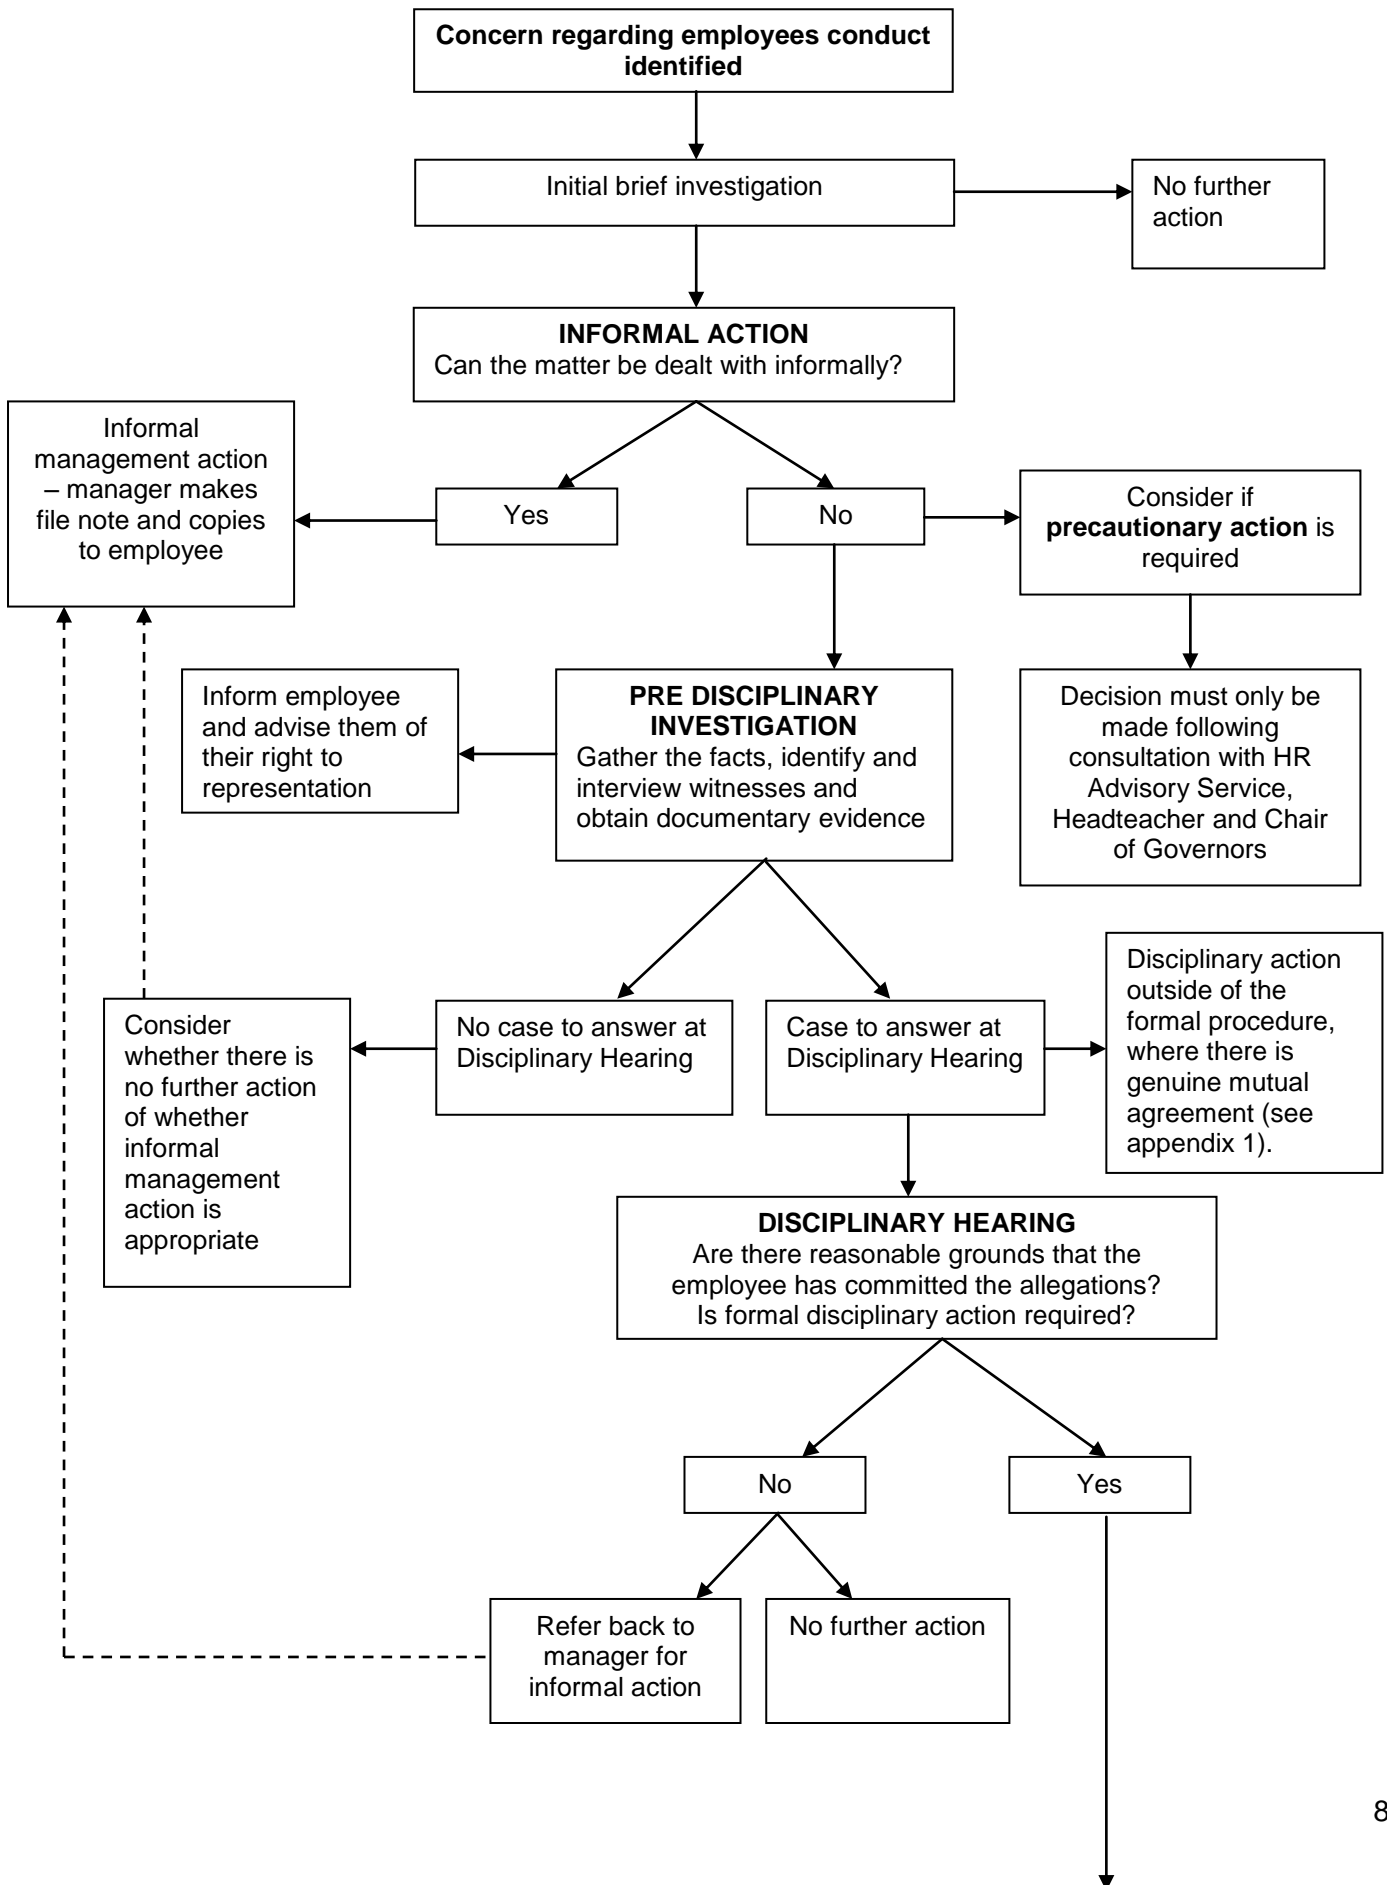 Concern regarding employees conduct
identified
Initial brief investigation
No further
action
INFORMAL ACTION
Can the matter be dealt with informally?
Informal
management action
– manager makes
file note and copies
to employee
Yes
No
Consider if
precautionary action is
required
Inform employee
and advise them of
their right to
representation
PRE DISCIPLINARY
INVESTIGATION
Gather the facts, identify and
interview witnesses and
obtain documentary evidence
Decision must only be
made following
consultation with HR
Advisory Service,
Headteacher and Chair
of Governors
Consider
whether there is
no further action
of whether
informal
management
action is
appropriate
No case to answer at
Disciplinary Hearing
Case to answer at
Disciplinary Hearing
Disciplinary action
outside of the
formal procedure,
where there is
genuine mutual
agreement (see
appendix 1).
DISCIPLINARY HEARING
Are there reasonable grounds that the
employee has committed the allegations?
Is formal disciplinary action required?
No
Yes
Refer back to
manager for
informal action
No further action
8